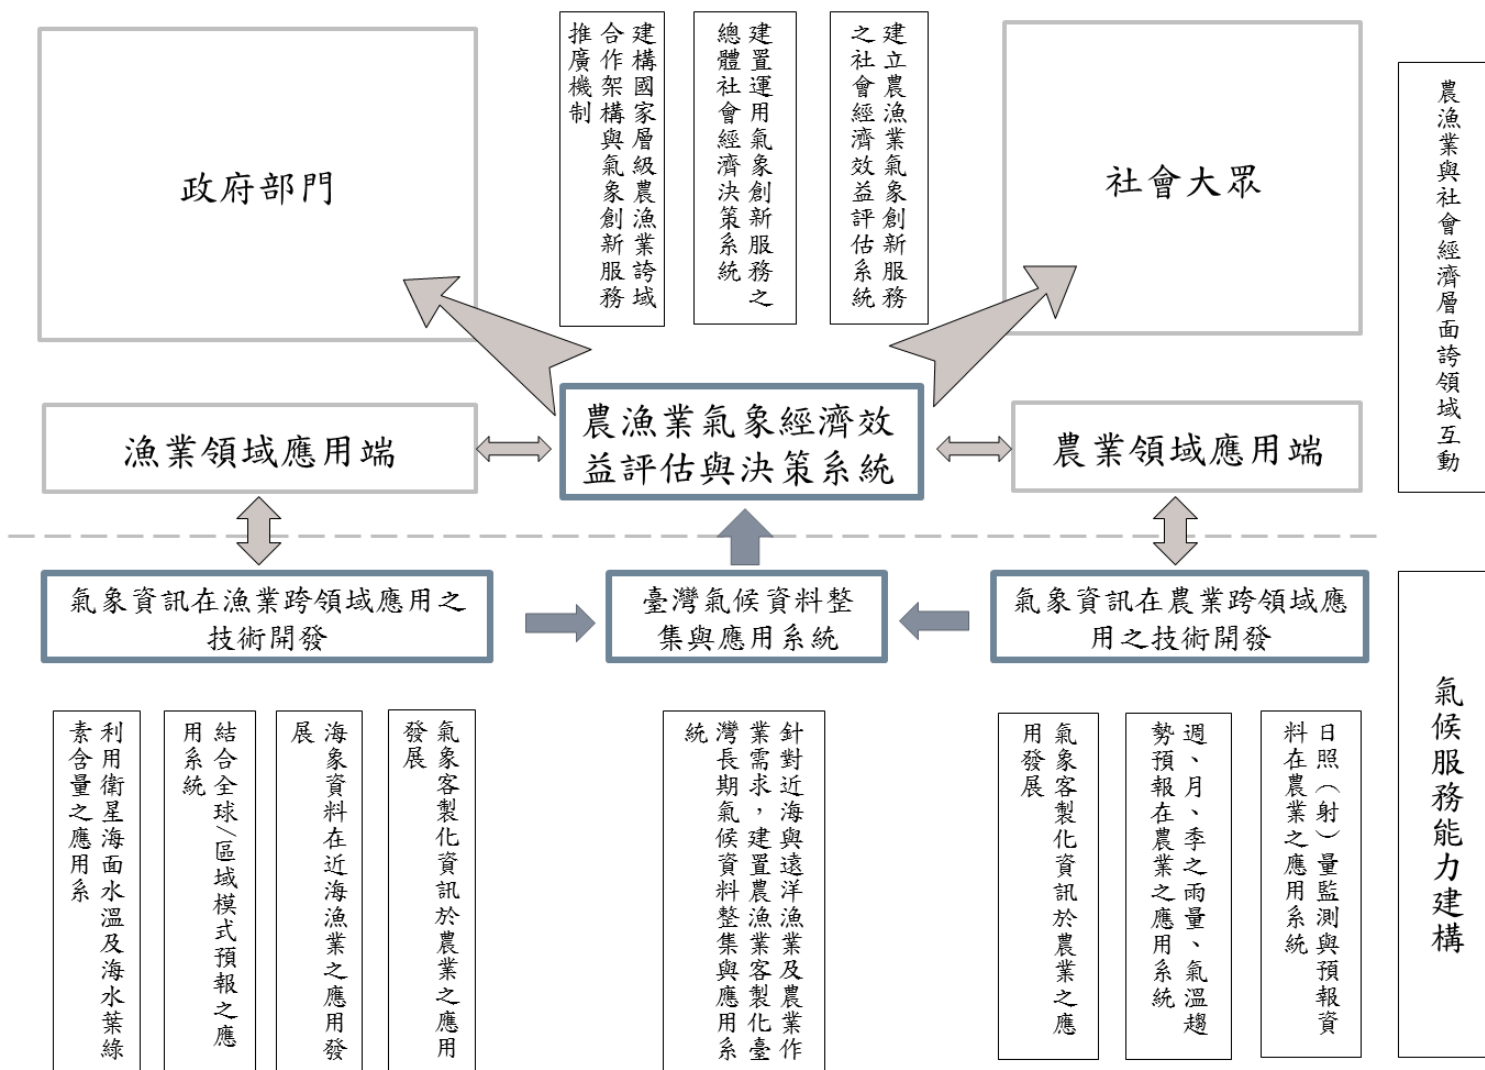 政府部門
建構國家層級農漁業誇域
合作架構與氣象創新服務
推廣機制
建置運用氣象創新服務之
總體社會經濟決策系統
建立農漁業氣象創新服務
之社會經濟效益評估系統
社會大眾
農漁業與社會經濟層面誇領域互動
漁業領域應用端
農漁業氣象經濟效
益評估與決策系統
農業領域應用端
氣象資訊在漁業跨領域應用之
技術開發
臺灣氣候資料整
集與應用系統
氣象資訊在農業跨領域應
用之技術開發
氣候服務能力建構
利用衛星海面水溫及海水葉綠
素含量之應用系
結合全球/區域模式預報之應
用系統
海象資料在近海漁業之應用發
展
氣象客製化資訊於農業之應用
發展
針對近海與遠洋漁業及農業作
業需求，建置農漁業客製化臺
灣長期氣候資料整集與應用系
統
氣象客製化資訊於農業之應
用發展
週、月、季之雨量、氣溫趨
勢預報在農業之應用系統
日照（射）量監測與預報資
料在農業之應用系統